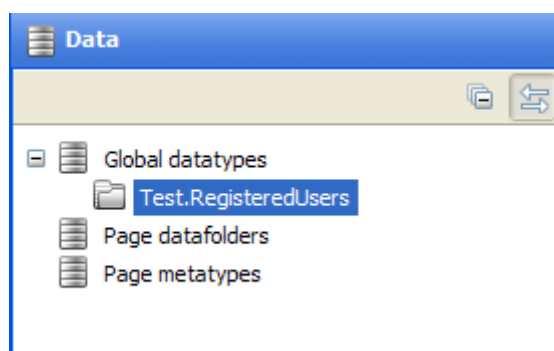 Data
Global datatypes
Test.RegisteredUsers
Page datafolders
Page metatypes